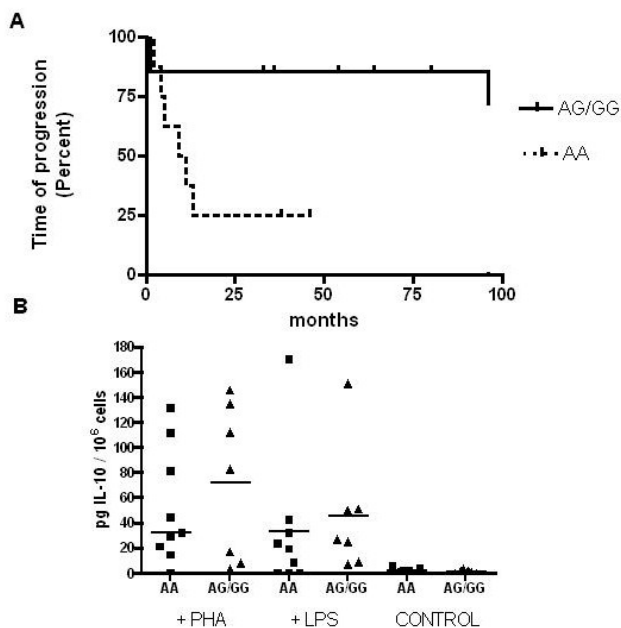 A
100
75
50
25
0
Time of progression
(Percent)
0 25 50 75 100
months
AG/GG
AA
B
180
160
140
120
100
80
60
40
20
0
pg IL-10 / 10⁶ cells
AA AG/GG AA AG/GG AA AG/GG
+ PHA + LPS CONTROL